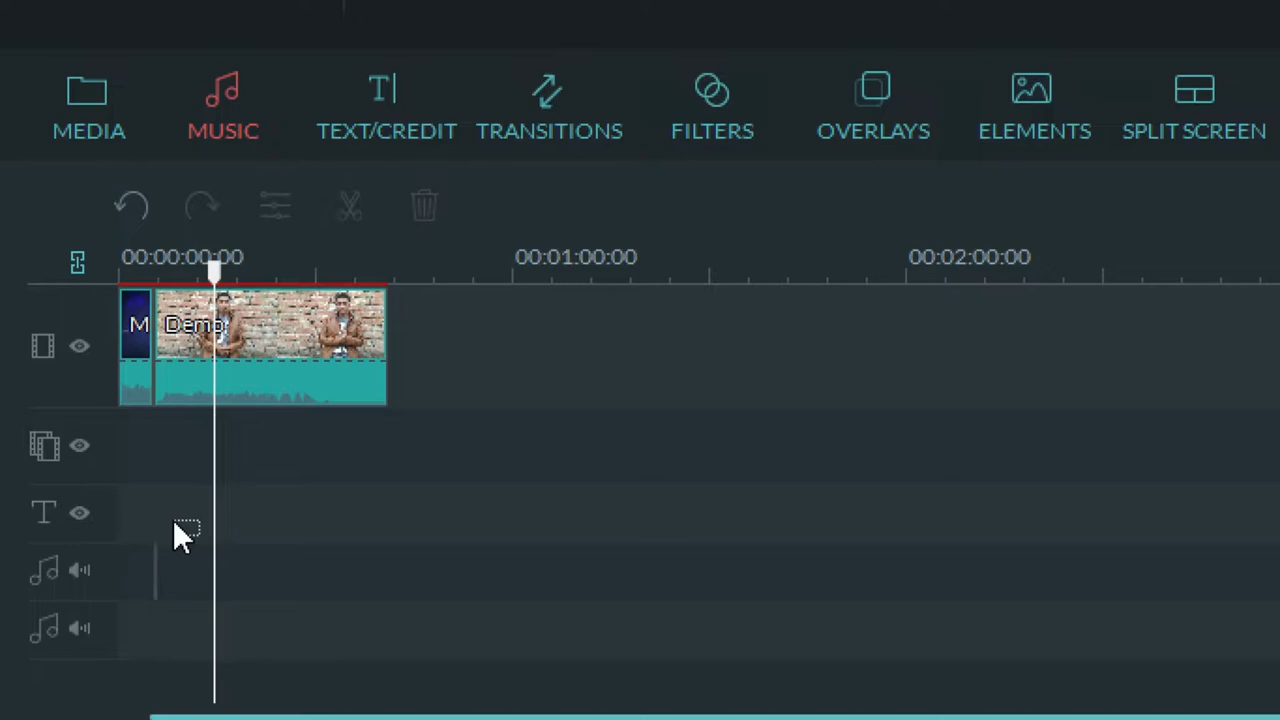 MEDIA MUSIC TEXT/CREDIT TRANSITIONS FILTERS OVERLAYS ELEMENTS SPLIT SCREEN
00:00:00:00 00:01:00:00 00:02:00:00
M Demo